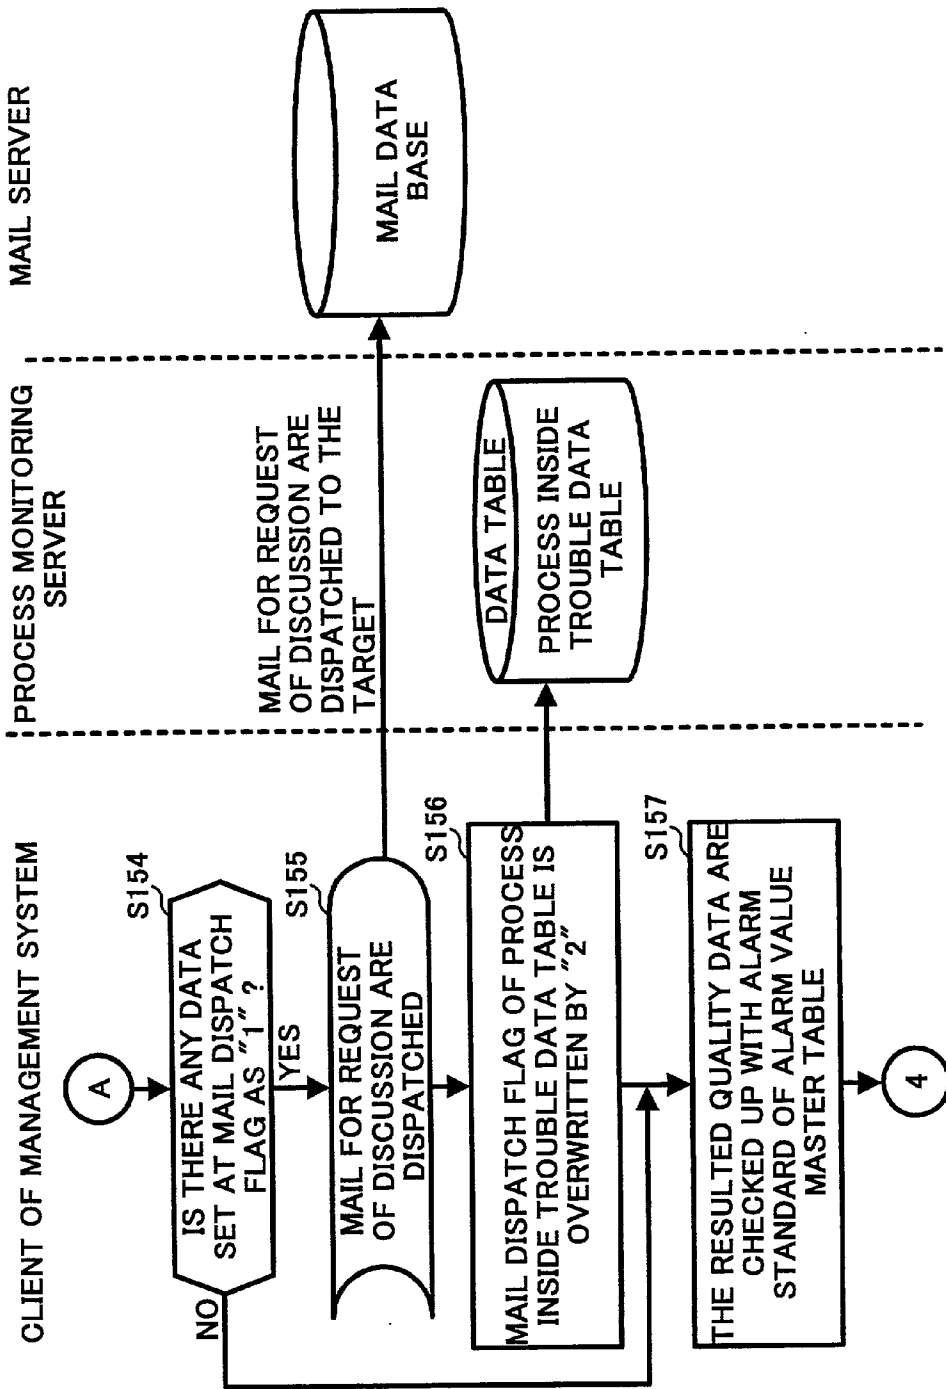 CLIENT OF MANAGEMENT SYSTEM
PROCESS MONITORING
SERVER
MAIL SERVER
A
S154
IS THERE ANY DATA
SET AT MAIL DISPATCH
FLAG AS "1" ?
NO
YES
S155
MAIL FOR REQUEST
OF DISCUSSION ARE
DISPATCHED
MAIL FOR REQUEST
OF DISCUSSION ARE
DISPATCHED TO THE
TARGET
MAIL DATA
BASE
S156
MAIL DISPATCH FLAG OF PROCESS
INSIDE TROUBLE DATA TABLE IS
OVERWRITTEN BY "2"
DATA TABLE
PROCESS INSIDE
TROUBLE DATA
TABLE
S157
THE RESULTED QUALITY DATA ARE
CHECKED UP WITH ALARM
STANDARD OF ALARM VALUE
MASTER TABLE
4